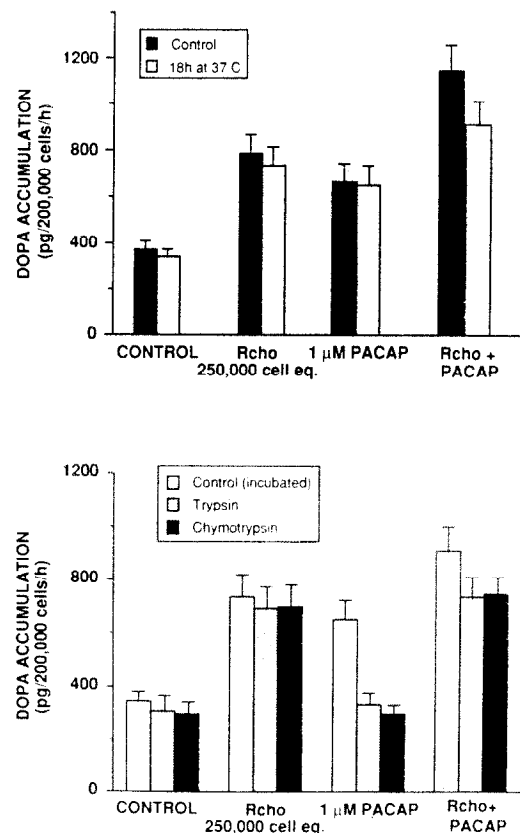 1200
800
400
0
DOPA ACCUMULATION
(pg/200,000 cells/h)
Control
18h at 37 C
CONTROL
Rcho
250,000 cell eq.
1 µM PACAP
Rcho +
PACAP
1200
800
400
0
DOPA ACCUMULATION
(pg/200,000 cells/h)
Control (incubated)
Trypsin
Chymotrypsin
CONTROL
Rcho
250,000 cell eq.
1 µM PACAP
Rcho+
PACAP